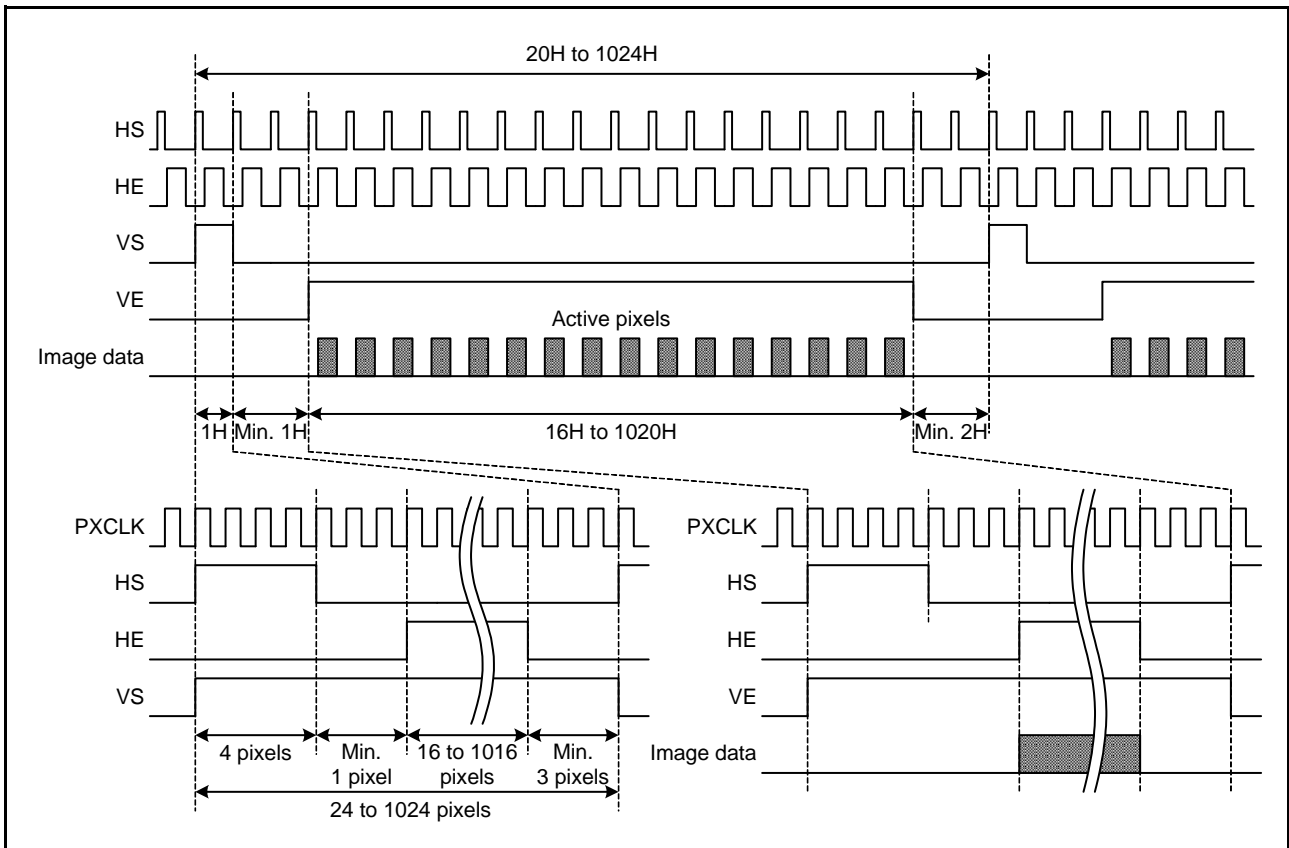 20H to 1024H
HS
HE
VS
VE
Active pixels
Image data
1H
Min. 1H
16H to 1020H
Min. 2H
PXCLK
HS
HE
VS
4 pixels
Min.
1 pixel
16 to 1016
pixels
Min.
3 pixels
24 to 1024 pixels
PXCLK
HS
HE
VE
Image data